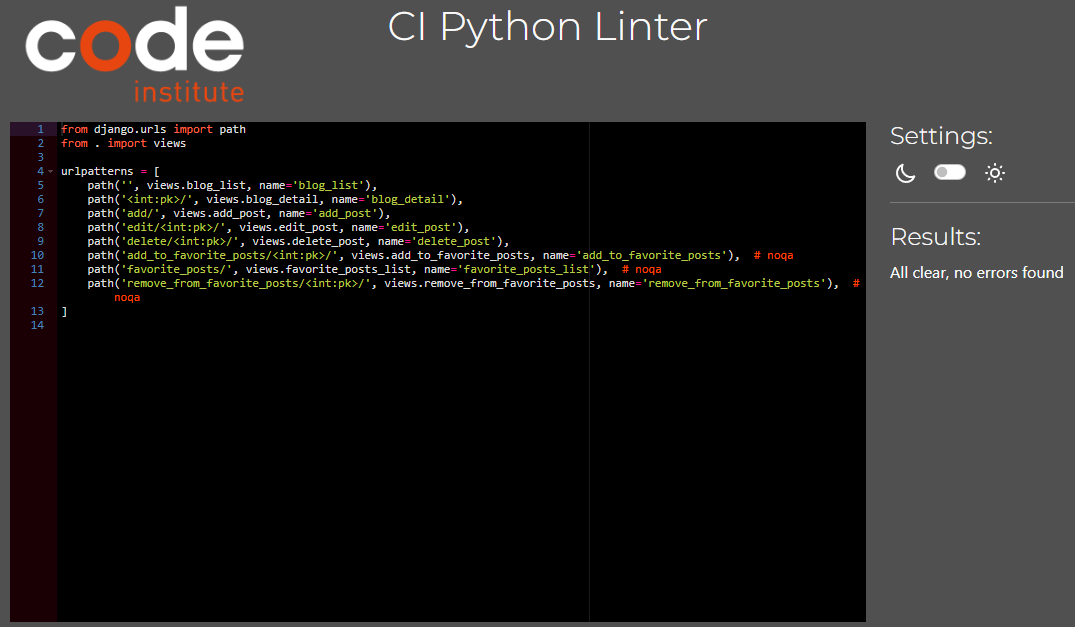 code
institute
CI Python Linter
1 from django.urls import path
2 from . import views
3
4 urlpatterns = [
5     path('', views.blog_list, name='blog_list'),
6     path('<int:pk>/', views.blog_detail, name='blog_detail'),
7     path('add/', views.add_post, name='add_post'),
8     path('edit/<int:pk>/', views.edit_post, name='edit_post'),
9     path('delete/<int:pk>/', views.delete_post, name='delete_post'),
10     path('add_to_favorite_posts/<int:pk>/', views.add_to_favorite_posts, name='add_to_favorite_posts'),  # noqa
11     path('favorite_posts/', views.favorite_posts_list, name='favorite_posts_list'),  # noqa
12     path('remove_from_favorite_posts/<int:pk>/', views.remove_from_favorite_posts, name='remove_from_favorite_posts'),  #
noqa
13 ]
14
Settings:
Results:
All clear, no errors found